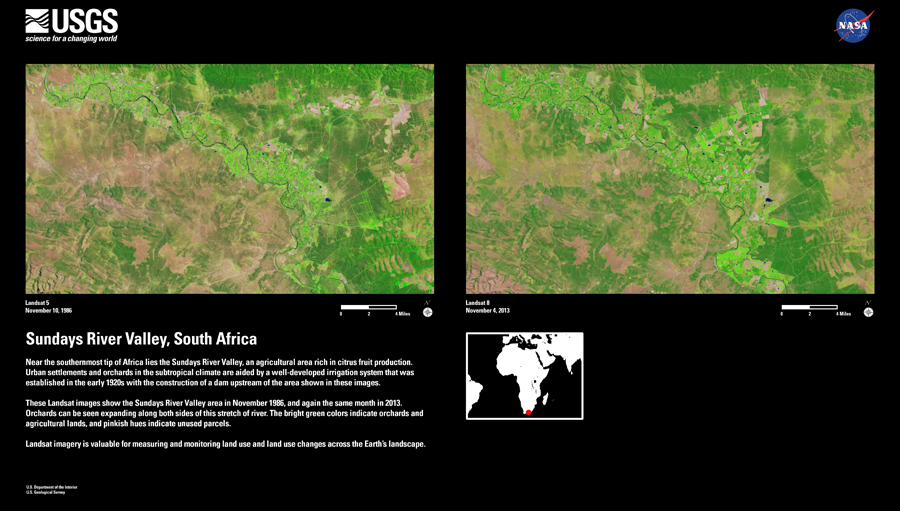 USGS
science for a changing world
NASA
Landsat 5
November 10, 1986
0 2 4 Miles
N
Landsat 8
November 4, 2013
0 2 4 Miles
N
Sundays River Valley, South Africa
Near the southernmost tip of Africa lies the Sundays River Valley, an agricultural area rich in citrus fruit production.
Urban settlements and orchards in the subtropical climate are aided by a well-developed irrigation system that was
established in the early 1920s with the construction of a dam upstream of the area shown in these images.
These Landsat images show the Sundays River Valley area in November 1986, and again the same month in 2013.
Orchards can be seen expanding along both sides of this stretch of river. The bright green colors indicate orchards and
agricultural lands, and pinkish hues indicate unused parcels.
Landsat imagery is valuable for measuring and monitoring land use and land use changes across the Earth's landscape.
U.S. Department of the Interior
U.S. Geological Survey